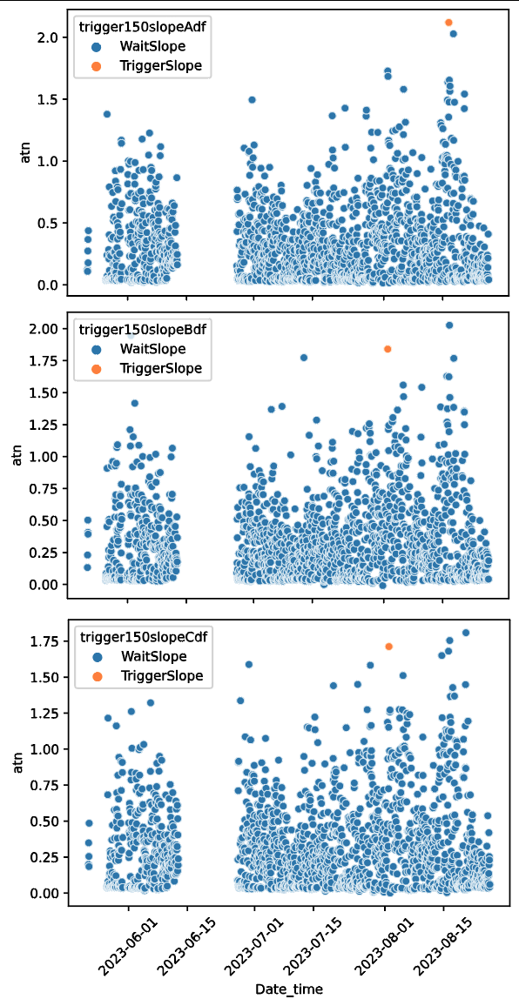 trigger150slopeAdf
WaitSlope
TriggerSlope
2.0
1.5
1.0
0.5
0.0
atn
trigger150slopeBdf
WaitSlope
TriggerSlope
2.00
1.75
1.50
1.25
1.00
0.75
0.50
0.25
0.00
atn
trigger150slopeCdf
WaitSlope
TriggerSlope
1.75
1.50
1.25
1.00
0.75
0.50
0.25
0.00
atn
2023-06-01
2023-06-15
2023-07-01
2023-07-15
2023-08-01
2023-08-15
Date_time